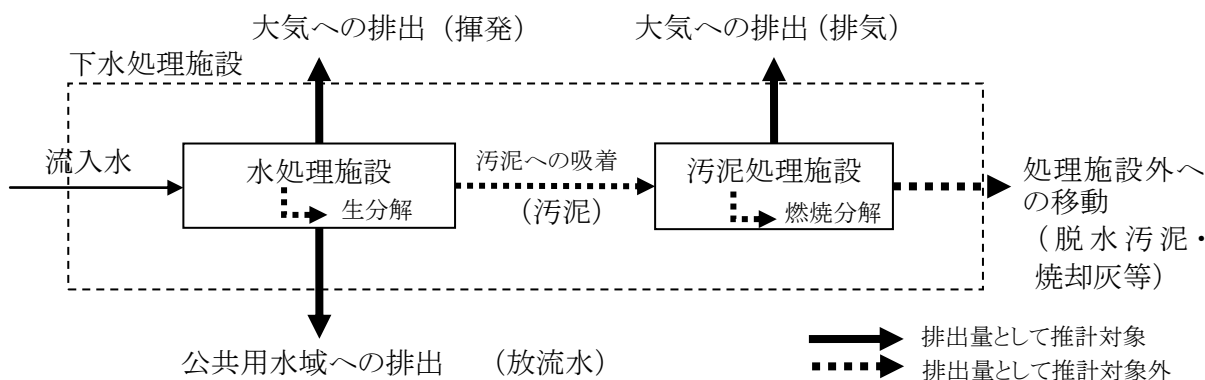 大気への排出（揮発）
大気への排出（排気）
下水処理施設
流入水
水処理施設
生分解
汚泥への吸着
（汚泥）
汚泥処理施設
燃焼分解
処理施設外へ
の移動
（脱水汚泥・
焼却灰等）
公共用水域への排出　（放流水）
排出量として推計対象
排出量として推計対象外